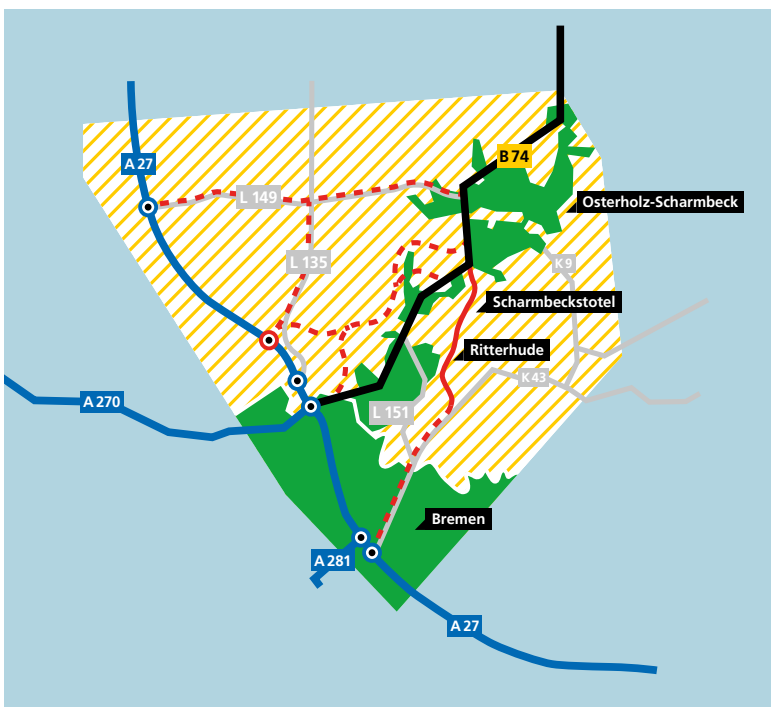 B 74
A 27
L 149
Osterholz-Scharmbeck
L 135
K 9
Scharmbeckstotel
Ritterhude
K 43
A 270
L 151
Bremen
A 281
A 27